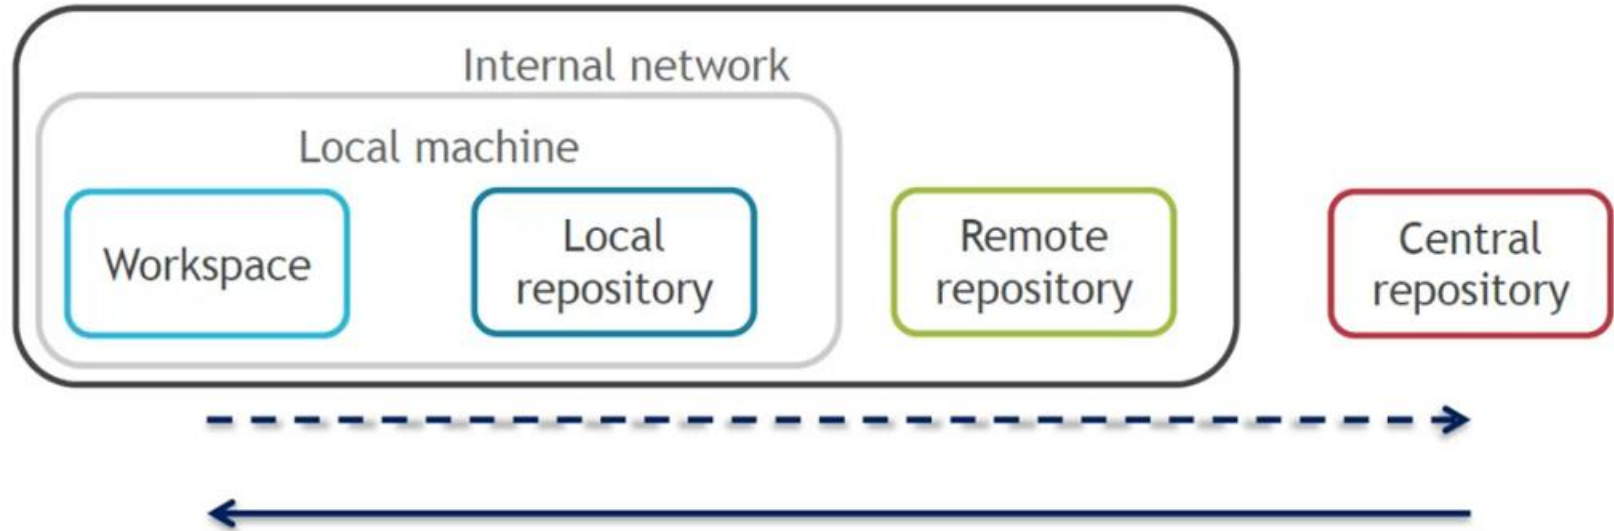 Internal network
Local machine
Workspace
Local
repository
Remote
repository
Central
repository